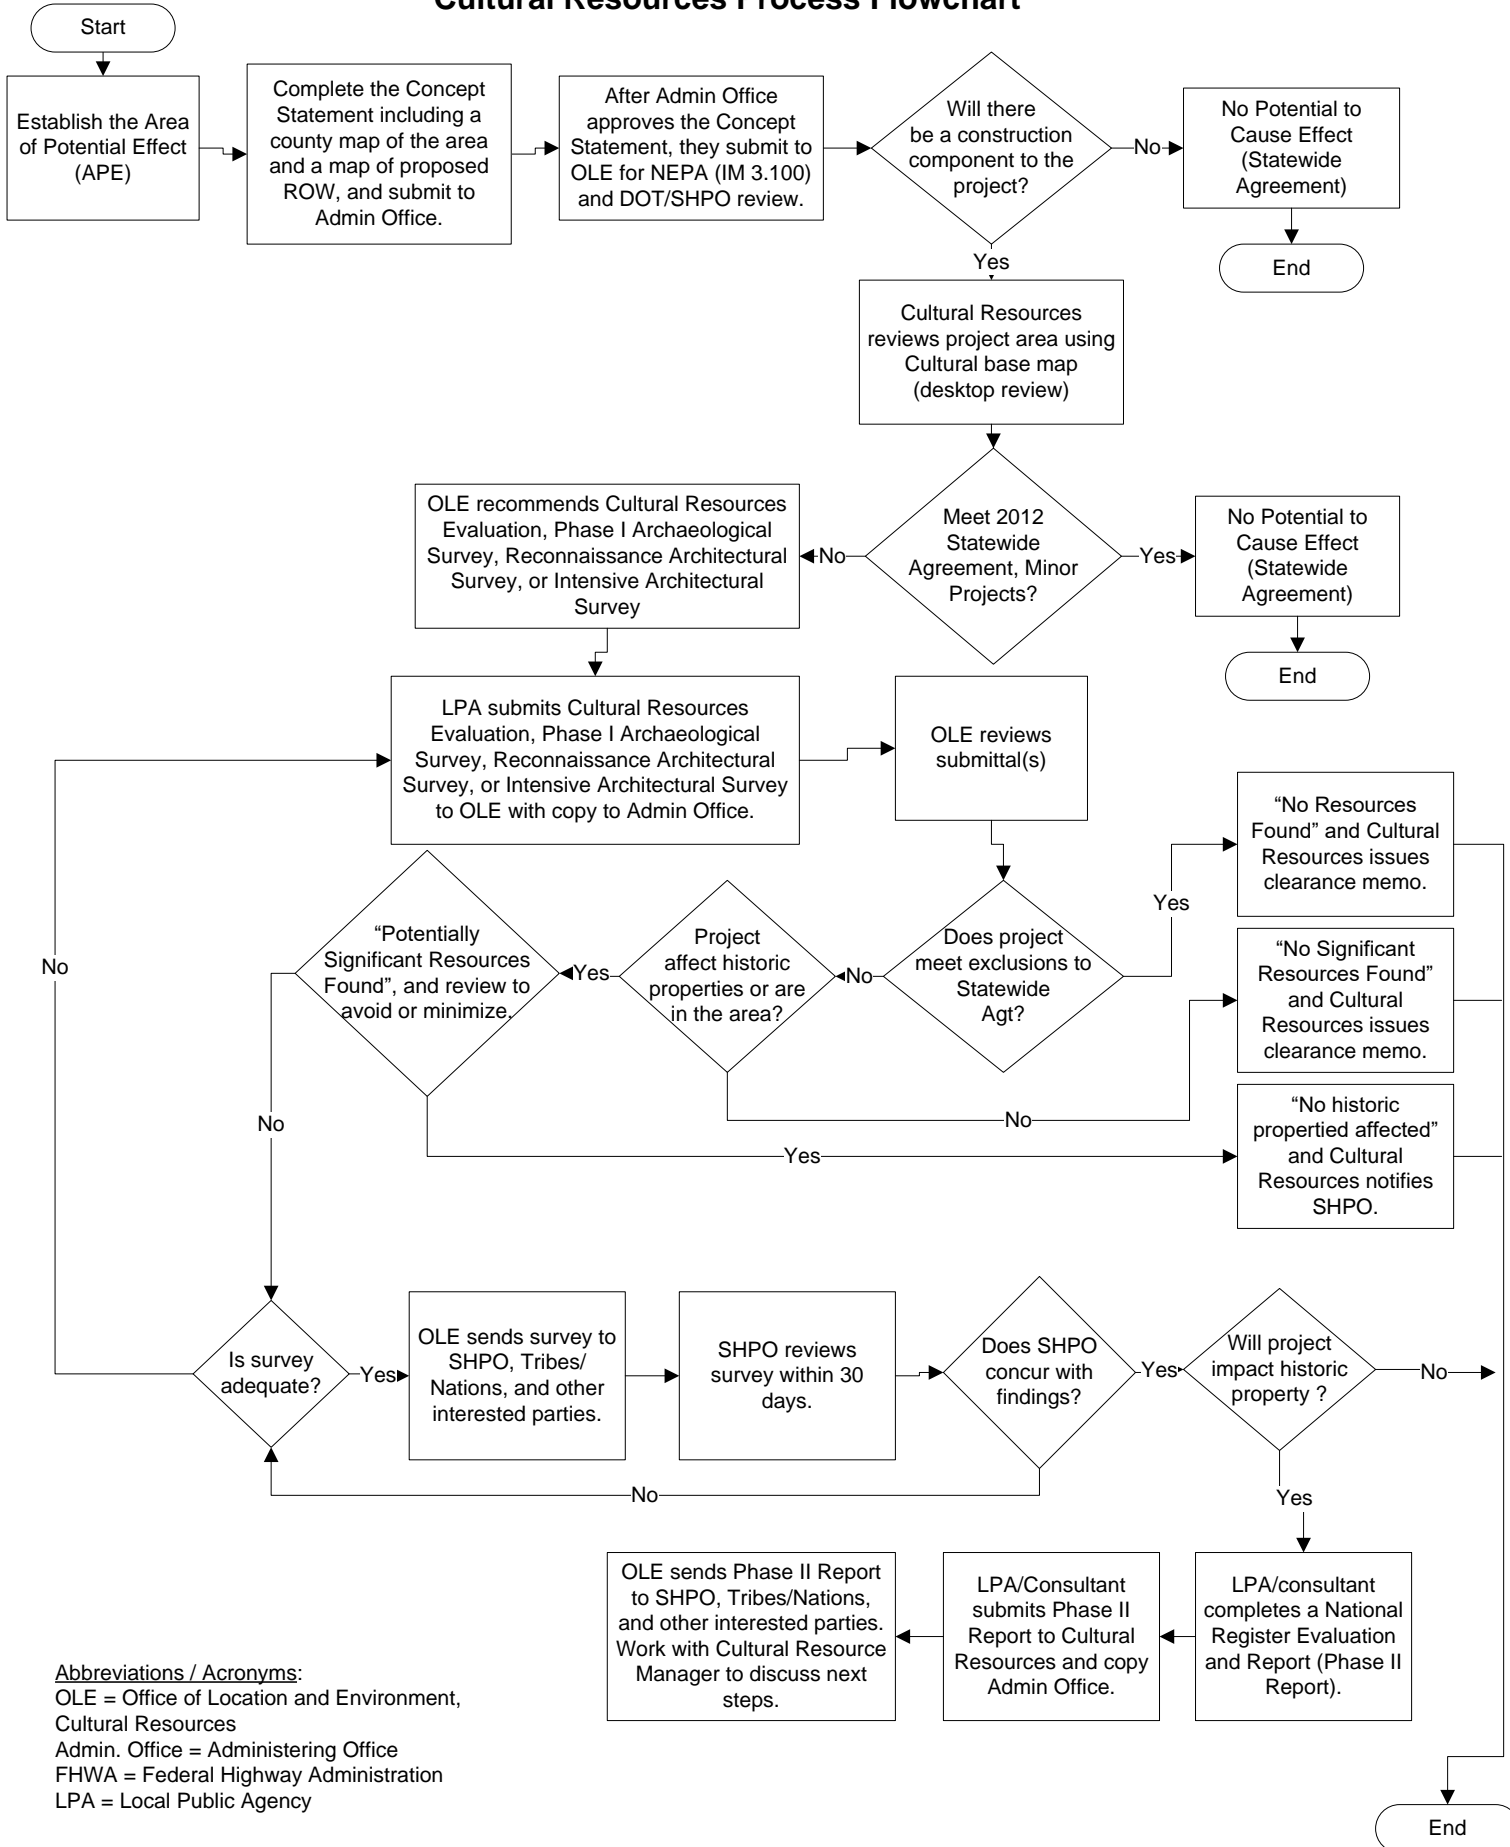 Cultural Resources Process Flowchart
Start
Establish the Area
of Potential Effect
(APE)
Complete the Concept
Statement including a
county map of the area
and a map of proposed
ROW, and submit to
Admin Office.
After Admin Office
approves the Concept
Statement, they submit to
OLE for NEPA (IM 3.100)
and DOT/SHPO review.
Will there
be a construction
component to the
project?
No
No Potential to
Cause Effect
(Statewide
Agreement)
End
Yes
Cultural Resources
reviews project area using
Cultural base map
(desktop review)
Meet 2012
Statewide
Agreement, Minor
Projects?
Yes
No Potential to
Cause Effect
(Statewide
Agreement)
End
No
OLE recommends Cultural Resources
Evaluation, Phase I Archaeological
Survey, Reconnaissance Architectural
Survey, or Intensive Architectural
Survey
LPA submits Cultural Resources
Evaluation, Phase I Archaeological
Survey, Reconnaissance Architectural
Survey, or Intensive Architectural Survey
to OLE with copy to Admin Office.
OLE reviews
submittal(s)
Does project
meet exclusions to
Statewide
Agt?
Yes
“No Resources
Found” and Cultural
Resources issues
clearance memo.
No
Project
affect historic
properties or are
in the area?
No
“No Significant
Resources Found”
and Cultural
Resources issues
clearance memo.
Yes
“Potentially
Significant Resources
Found”, and review to
avoid or minimize.
Yes
“No historic
propertied affected”
and Cultural
Resources notifies
SHPO.
No
Is survey
adequate?
No
Yes
OLE sends survey to
SHPO, Tribes/
Nations, and other
interested parties.
SHPO reviews
survey within 30
days.
Does SHPO
concur with
findings?
No
Yes
Will project
impact historic
property ?
No
Yes
LPA/consultant
completes a National
Register Evaluation
and Report (Phase II
Report).
LPA/Consultant
submits Phase II
Report to Cultural
Resources and copy
Admin Office.
OLE sends Phase II Report
to SHPO, Tribes/Nations,
and other interested parties.
Work with Cultural Resource
Manager to discuss next
steps.
End
Abbreviations / Acronyms:
OLE = Office of Location and Environment,
Cultural Resources
Admin. Office = Administering Office
FHWA = Federal Highway Administration
LPA = Local Public Agency